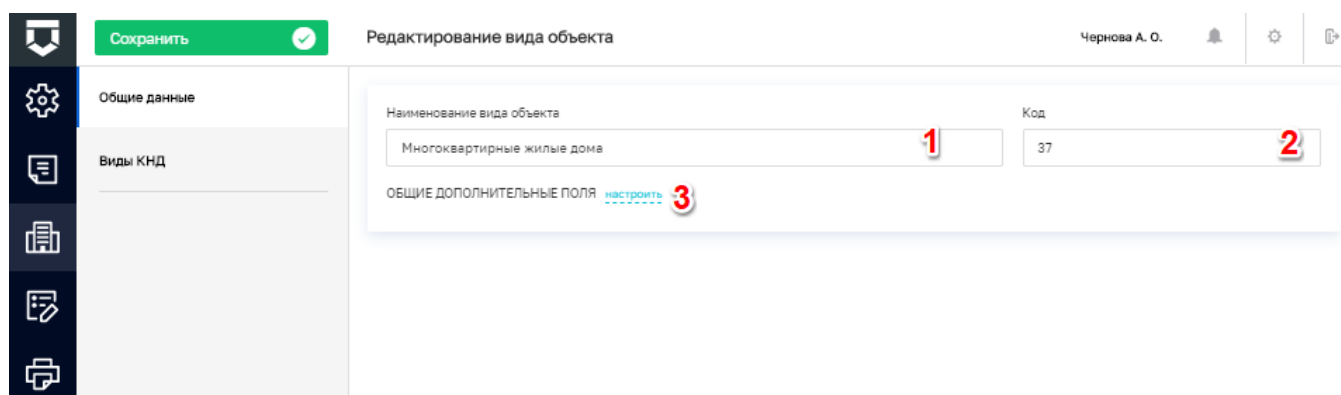 Сохранить
Редактирование вида объекта
Чернова А. О.
Общие данные
Виды КНД
Наименование вида объекта
Код
Многоквартирные жилые дома
1
37
2
ОБЩИЕ ДОПОЛНИТЕЛЬНЫЕ ПОЛЯ настроить 3